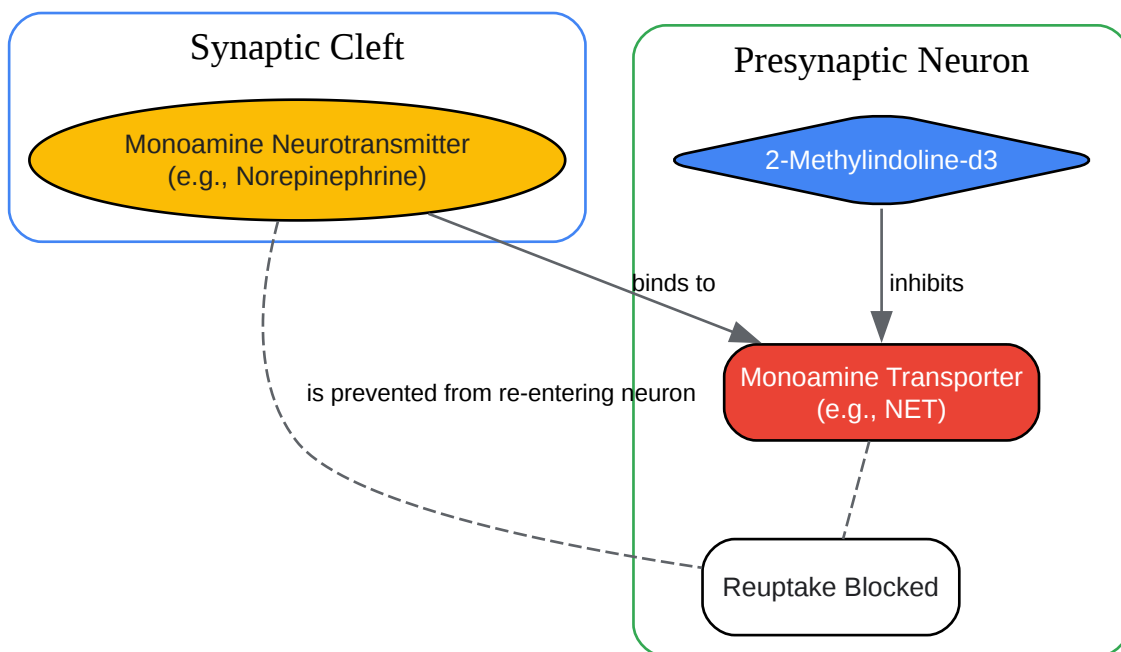 Synaptic Cleft
Presynaptic Neuron
Monoamine Neurotransmitter
(e.g., Norepinephrine)
2-Methylindoline-d3
binds to
inhibits
Monoamine Transporter
(e.g., NET)
is prevented from re-entering neuron
Reuptake Blocked